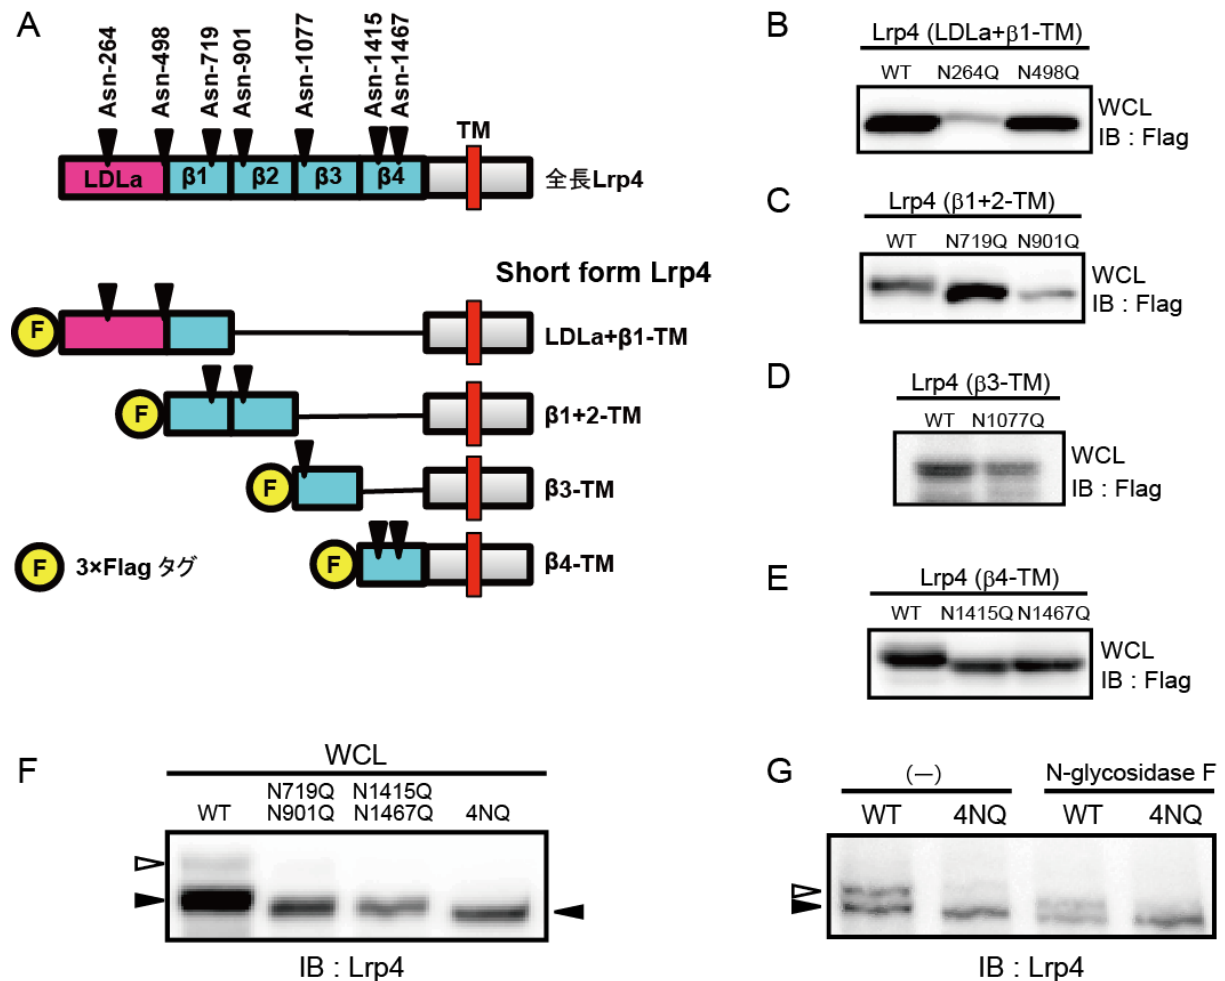 A
Asn-264
Asn-498
Asn-719
Asn-901
Asn-1077
Asn-1415
Asn-1467
TM
LDLa
β1
β2
β3
β4
全長Lrp4
Short form Lrp4
F
LDLa+β1-TM
F
β1+2-TM
F
β3-TM
F
β4-TM
F
3×Flag タグ
B
Lrp4 (LDLa+β1-TM)
WT N264Q N498Q
WCL
IB : Flag
C
Lrp4 (β1+2-TM)
WT N719Q N901Q
WCL
IB : Flag
D
Lrp4 (β3-TM)
WT N1077Q
WCL
IB : Flag
E
Lrp4 (β4-TM)
WT N1415Q N1467Q
WCL
IB : Flag
F
WCL
N719Q N1415Q
WT N901Q N1467Q 4NQ
IB : Lrp4
G
(—) N-glycosidase F
WT 4NQ WT 4NQ
IB : Lrp4